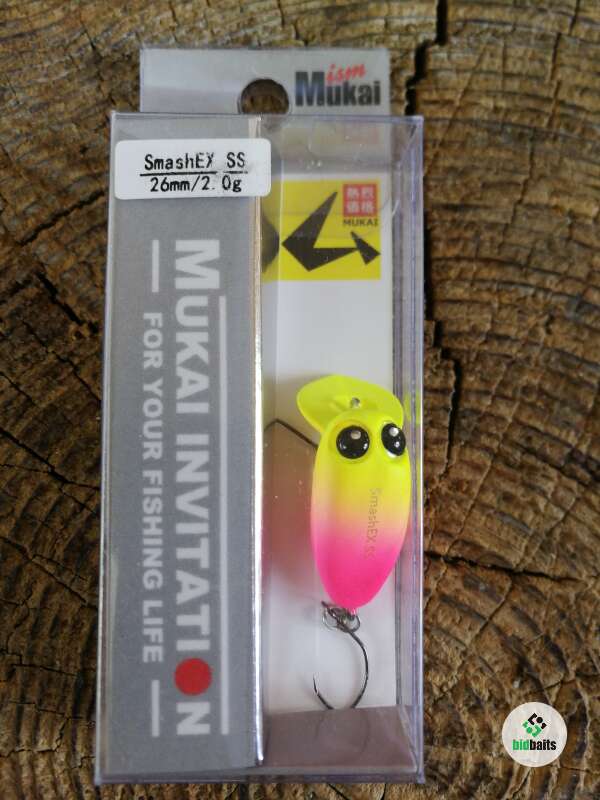 ism
Mukai
SmashEX SS
26mm/2.0g
熱烈
価格
MUKAI
MUKAI INVITATION
FOR YOUR FISHING LIFE
SmashEX SS
bidbaits